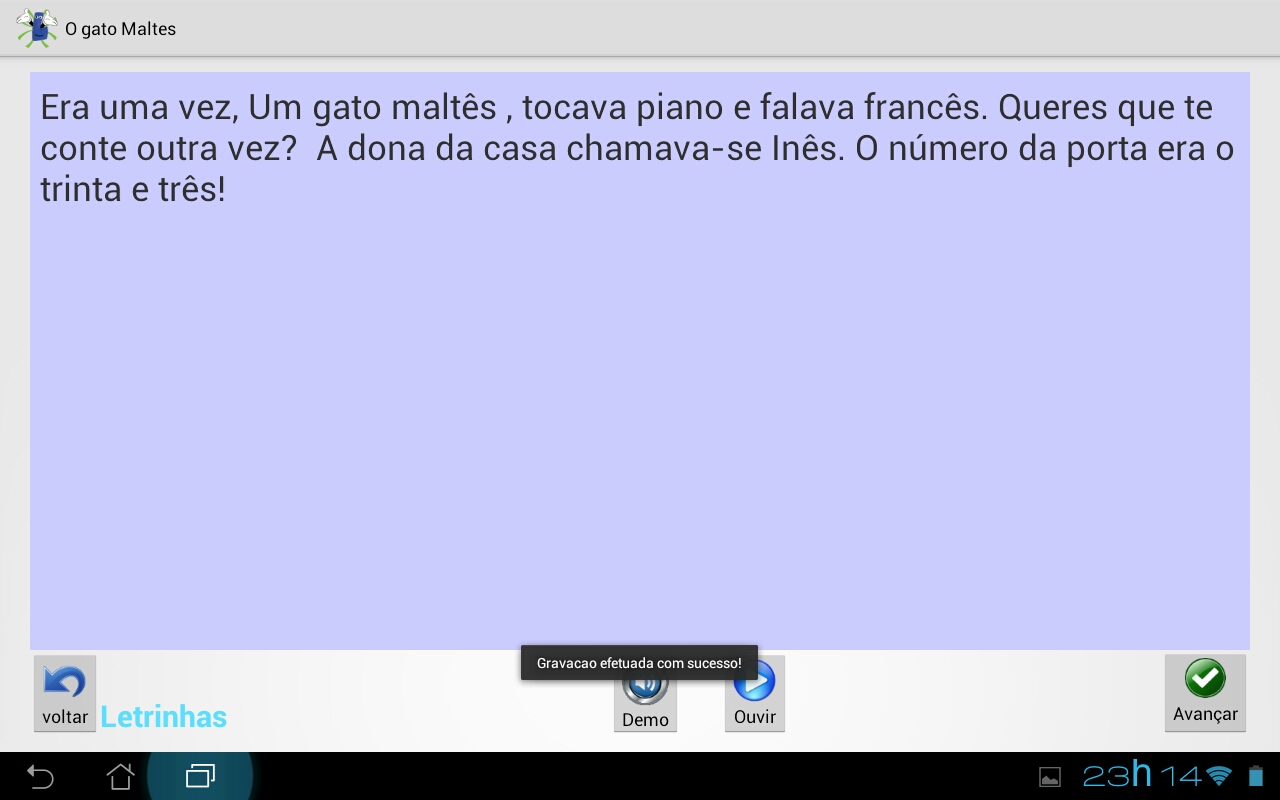 O gato Maltes
Era uma vez, Um gato maltês , tocava piano e falava francês. Queres que te
conte outra vez?  A dona da casa chamava-se Inês. O número da porta era o
trinta e três!
Gravacao efetuada com sucesso!
voltar
Letrinhas
Demo
Ouvir
Avançar
23h14